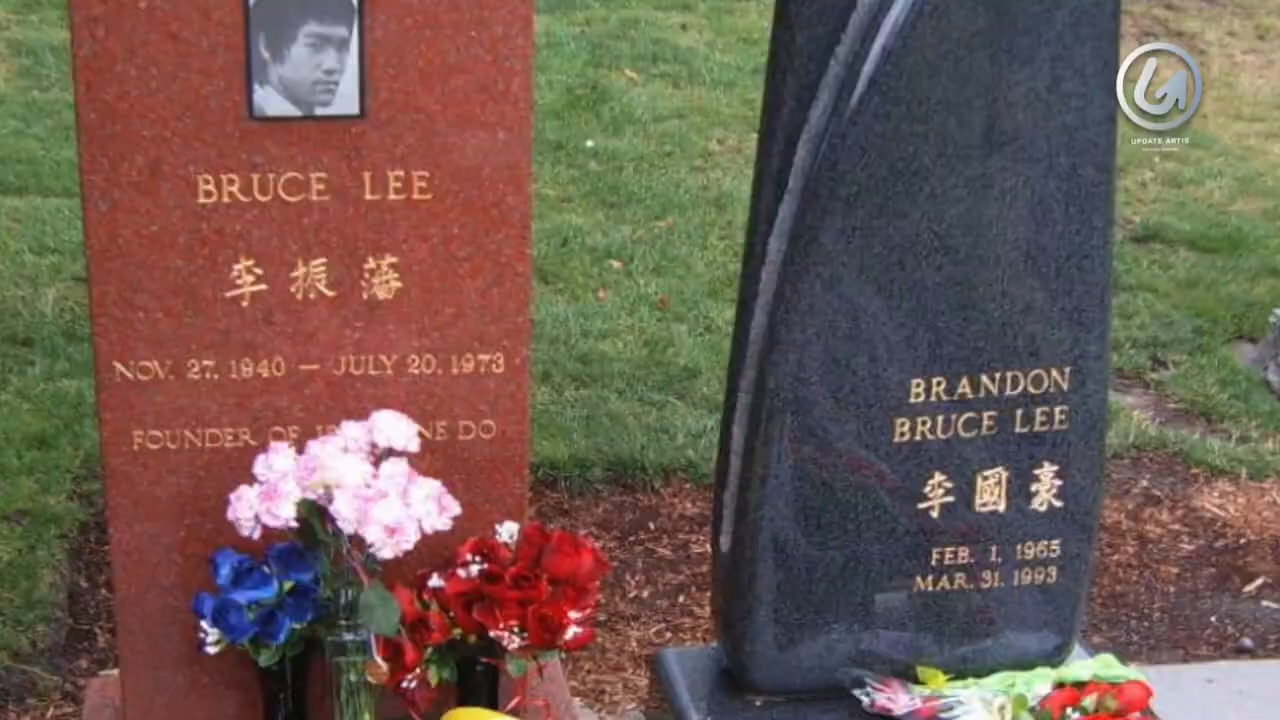 BRUCE LEE
李振藩
NOV. 27, 1940 — JULY 20, 1973
FOUNDER OF NE DO
BRANDON
BRUCE LEE
李國豪
FEB. 1, 1965
MAR. 31, 1993
UPDATE ARTIS